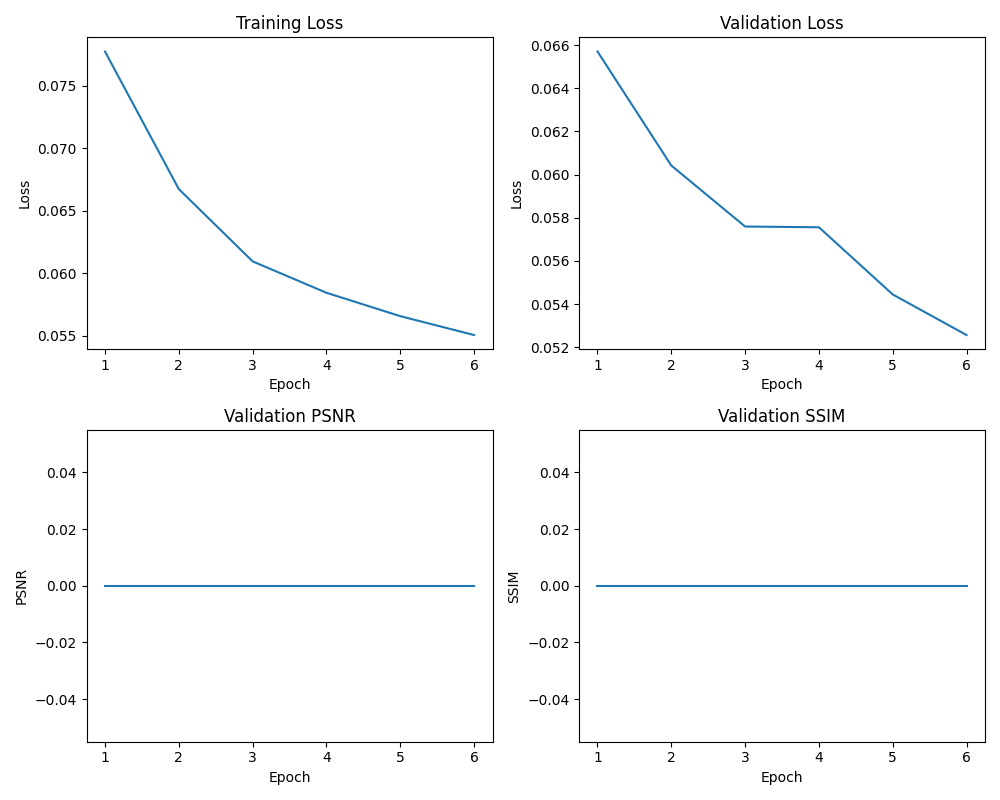 Training Loss
0.075
0.070
0.065
0.060
0.055
Loss
1 2 3 4 5 6
Epoch
Validation Loss
0.066
0.064
0.062
0.060
0.058
0.056
0.054
0.052
Loss
1 2 3 4 5 6
Epoch
Validation PSNR
0.04
0.02
0.00
−0.02
−0.04
PSNR
1 2 3 4 5 6
Epoch
Validation SSIM
0.04
0.02
0.00
−0.02
−0.04
SSIM
1 2 3 4 5 6
Epoch